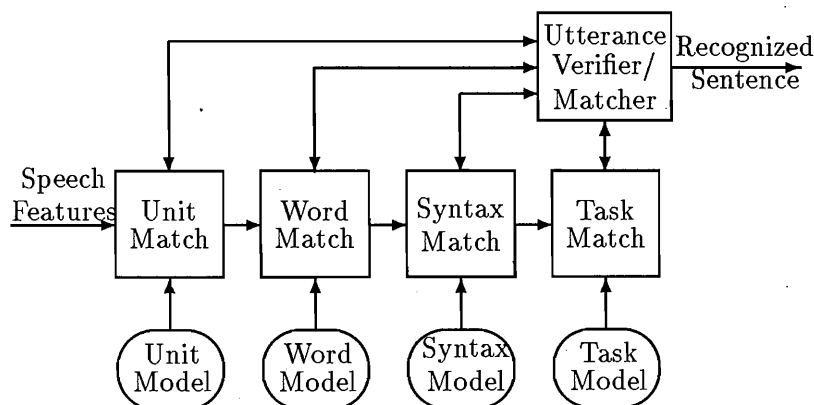 Utterance
Verifier/
Matcher
Recognized
Sentence
Speech
Features
Unit
Match
Word
Match
Syntax
Match
Task
Match
Unit
Model
Word
Model
Syntax
Model
Task
Model